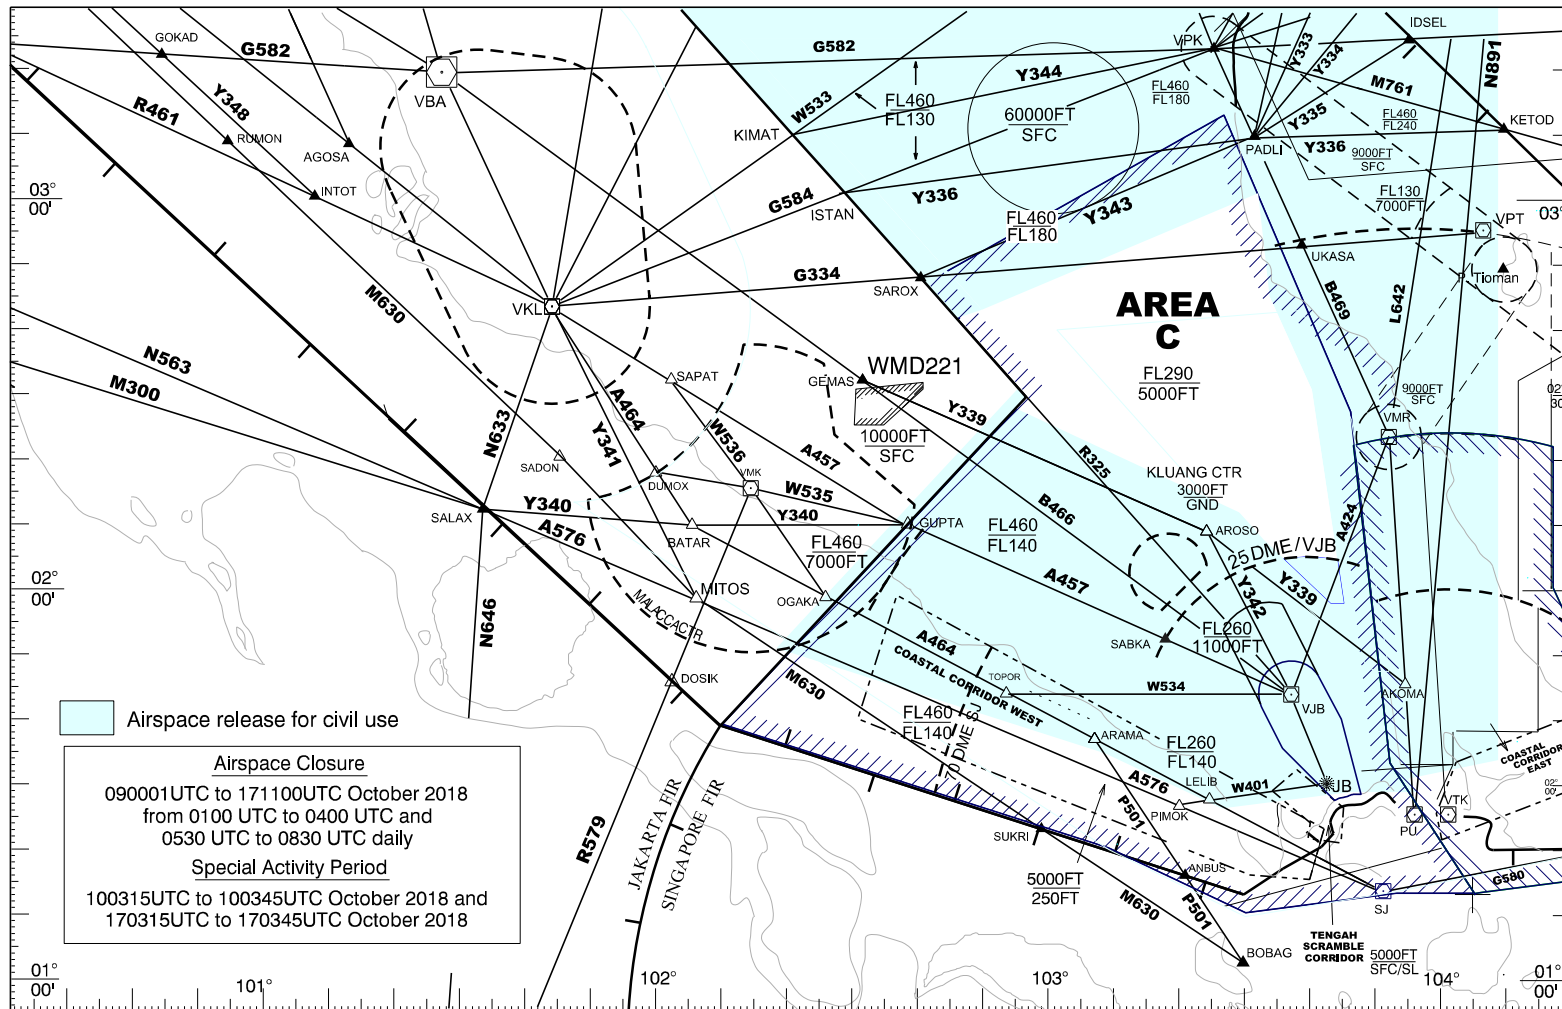 IDSEL
GOKAD
G582
G582
VPK
Y333
Y334
N891
VBA
Y344
Y348
R461
RUMON
AGOSA
INTOT
W533
FL460
FL130
60000FT
SFC
FL460
FL180
M761
FL460
FL240
KETOD
Y335
Y336
9000FT
SFC
PADLI
KIMAT
03°
00'
G584
ISTAN
Y336
Y343
FL460
FL180
FL130
7000FT
VPT
03°
UKASA
P. Tioman
G334
SAROX
B469
L642
M630
VKL
AREA
C
FL290
5000FT
N563
M300
SAPAT
GEMAS
WMD221
10000FT
SFC
Y339
9000FT
SFC
VMR
A464
Y341
N633
W536
A457
R325
KLUANG CTR
3000FT
GND
SADON
DUMOX
VMK
W535
B466
A424
SALAX
Y340
Y340
GUPTA
FL460
FL140
AROSO
25 DME/VJB
A576
BATAR
FL460
7000FT
02°
00'
MITOS
OGAKA
A457
Y342
Y339
N646
MALACCACTR
SABKA
FL260
11000FT
A464
COASTAL CORRIDOR WEST
DOSIK
M630
TOPOR
W534
VJB
AKOMA
FL460
FL140
70 DME SJ
ARAMA
FL260
FL140
COASTAL
CORRIDOR
EAST
Airspace release for civil use
Airspace Closure
090001UTC to 171100UTC October 2018
from 0100 UTC to 0400 UTC and
0530 UTC to 0830 UTC daily
Special Activity Period
100315UTC to 100345UTC October 2018 and
170315UTC to 170345UTC October 2018
A576
LELIB
W401
JB
PIMOK
P501
VTK
PU
R579
JAKARTA FIR
SINGAPORE FIR
SUKRI
ANBUS
5000FT
250FT
M630
P501
G580
SJ
TENGAH
SCRAMBLE
CORRIDOR
5000FT
SFC/SL
BOBAG
01°
00'
101°
102°
103°
104°
01°
00'